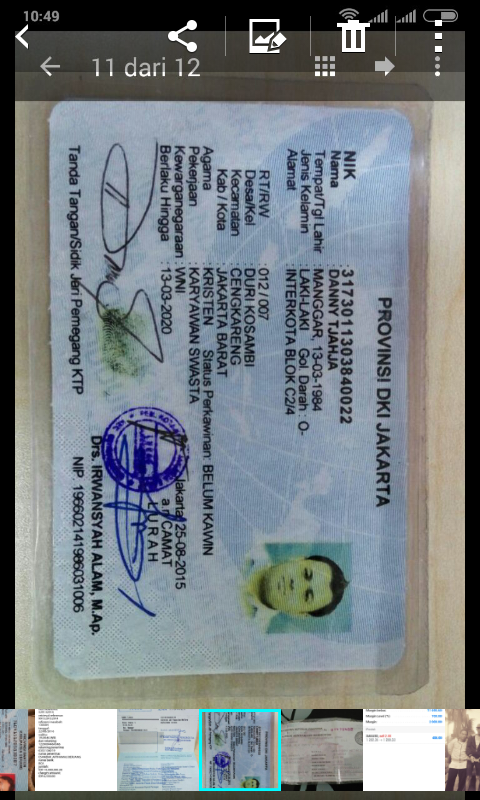 10:49
11 dari 12
PROVINSI DKI JAKARTA
NIK : 3173011303840022
Nama : DANNY TJAHJA
Tempat/Tgl Lahir : MANGGAR, 13-03-1984
Jenis Kelamin : LAKI-LAKI Gol. Darah : O-
Alamat : INTERKOTA BLOK C2/4
RT/RW : 012 / 007
Desa/Kel : DURI KOSAMBI
Kecamatan : CENGKARENG
Kab / Kota : JAKARTA BARAT
Agama : KRISTEN Status Perkawinan: BELUM KAWIN
Pekerjaan : KARYAWAN SWASTA
Kewarganegaraan : WNI
Berlaku Hingga : 13-03-2020
Jakarta, 25-08-2015
a.n CAMAT
LURAH
Drs. IRWANSYAH ALAM, M.Ap.
NIP. 196602141986031006
Tanda Tangan/Sidik Jari Pemegang KTP